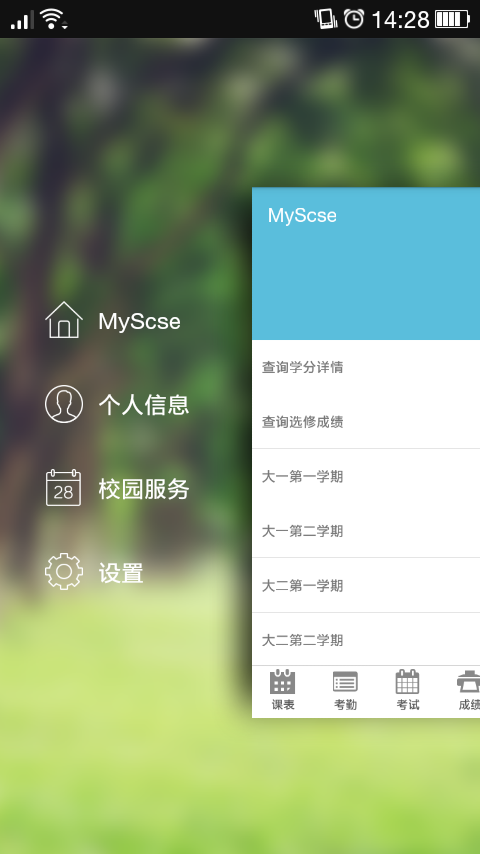 14:28
MyScse
个人信息
28
校园服务
设置
MyScse
查询学分详情
查询选修成绩
大一第一学期
大一第二学期
大二第一学期
大二第二学期
课表
考勤
考试
成绩